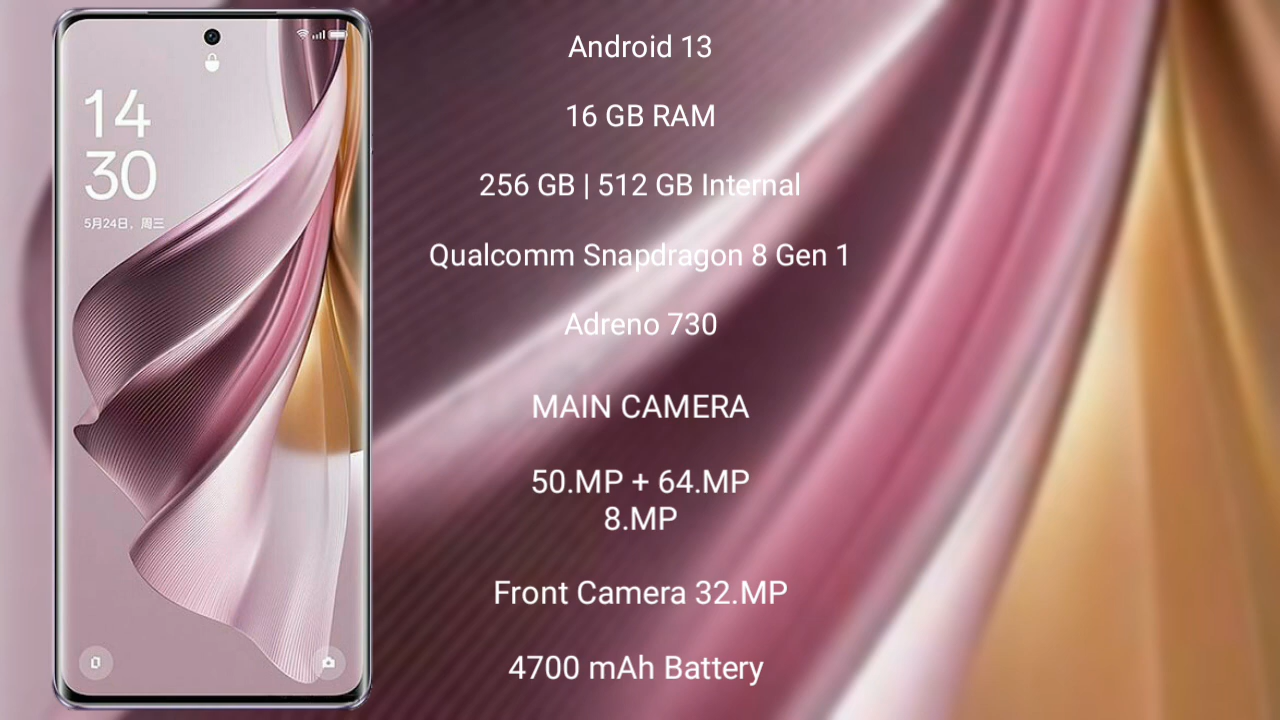 14
30
5月24日，周三
Android 13
16 GB RAM
256 GB | 512 GB Internal
Qualcomm Snapdragon 8 Gen 1
Adreno 730
MAIN CAMERA
50.MP + 64.MP
8.MP
Front Camera 32.MP
4700 mAh Battery